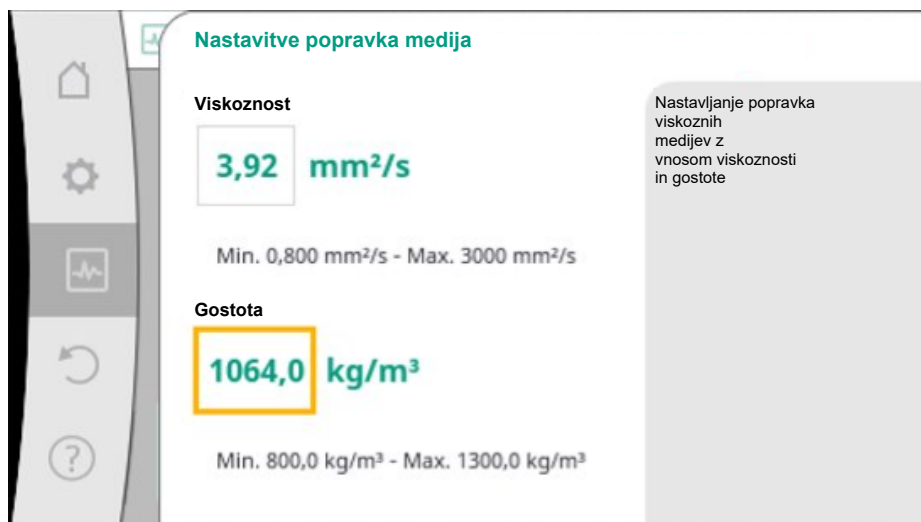 Nastavitve popravka medija
Viskoznost
3,92 mm²/s
Min. 0,800 mm²/s - Max. 3000 mm²/s
Gostota
1064,0 kg/m³
Min. 800,0 kg/m³ - Max. 1300,0 kg/m³
Nastavljanje popravka
viskoznih
medijev z
vnosom viskoznosti
in gostote
?